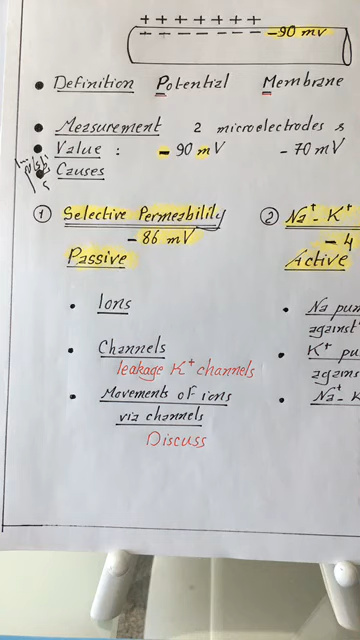 + + + + + + +
– – – – – – – –90 mV
• Definition Potential Membrane
• Measurement 2 microelectrodes &
• Value : – 90 mV – 70 mV
• Causes
① Selective Permeability
– 86 mV
Passive
• Ions
• Channels
leakage K+ channels
• Movements of ions
via channels
Discuss
② Na+– K+
– 4
Active
• Na pum
against
• K+ pu
agains
• Na+– K